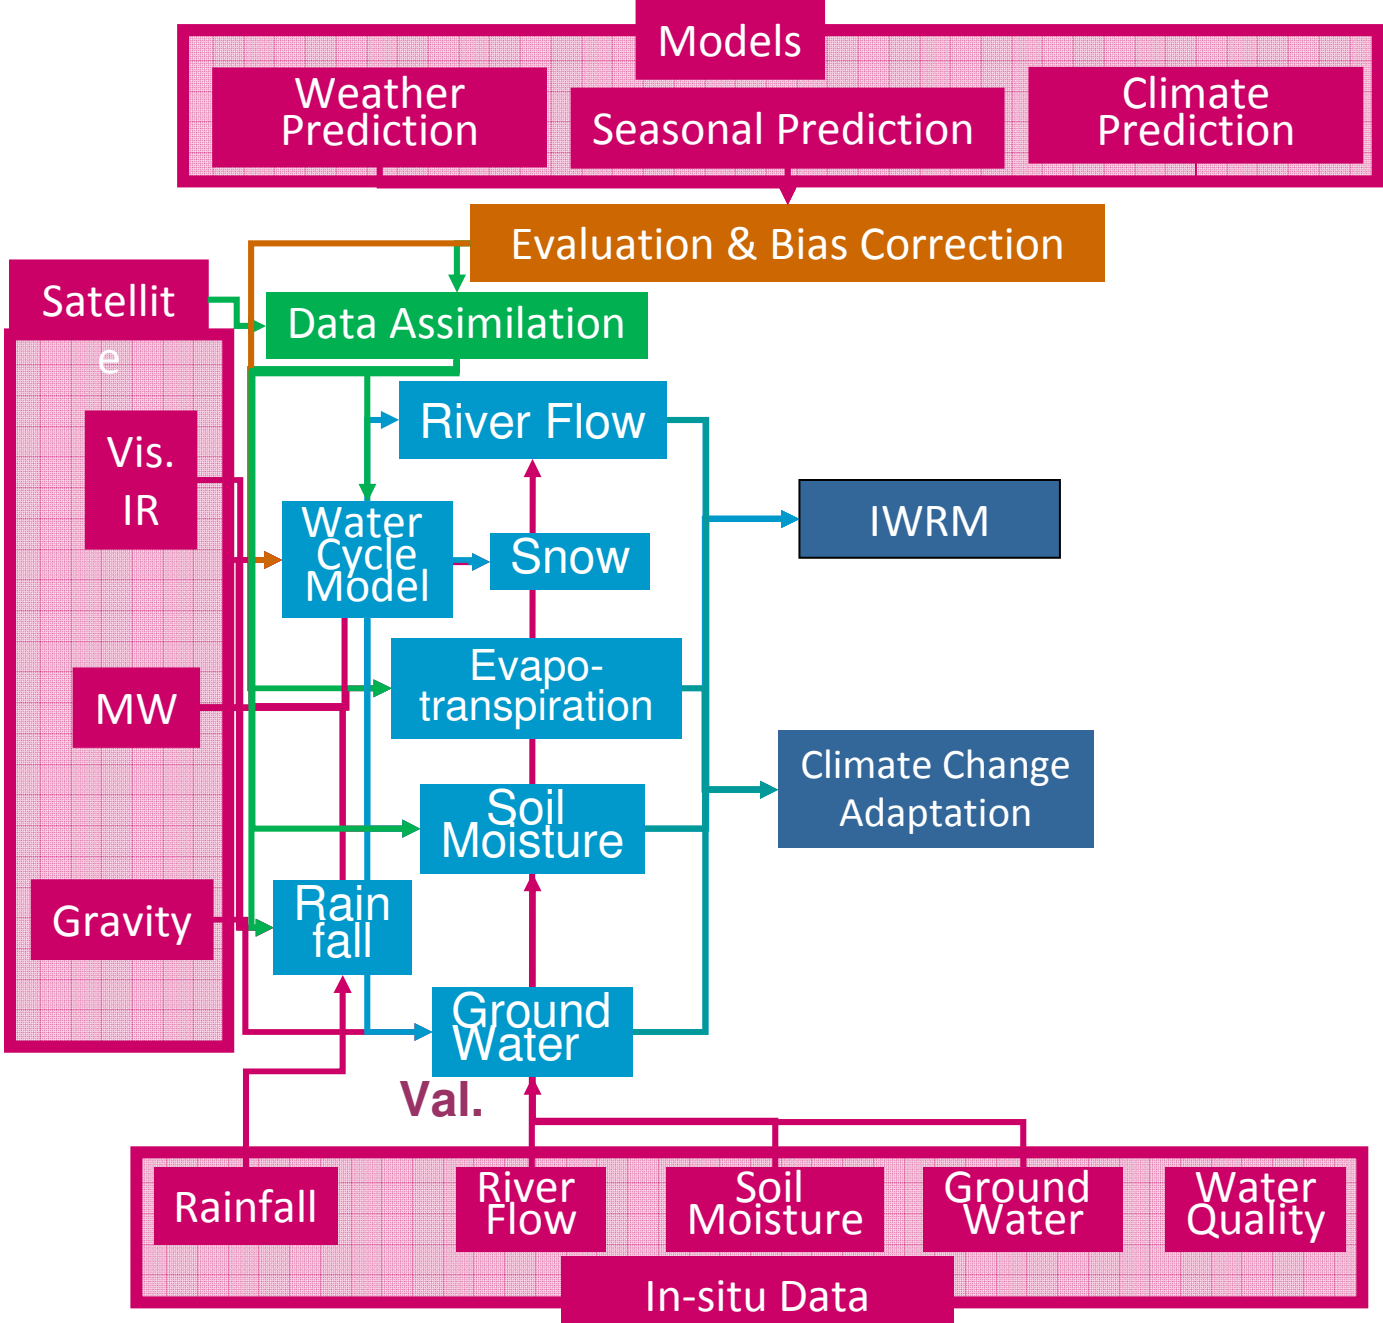 Models
Weather
Prediction
Seasonal Prediction
Climate
Prediction
Evaluation & Bias Correction
Satellit
e
Data Assimilation
River Flow
Vis.
IR
Water
Cycle
Model
Snow
IWRM
Evapo-
transpiration
MW
Climate Change
Adaptation
Soil
Moisture
Gravity
Rain
fall
Ground
Water
Val.
Rainfall
River
Flow
Soil
Moisture
Ground
Water
Water
Quality
In-situ Data